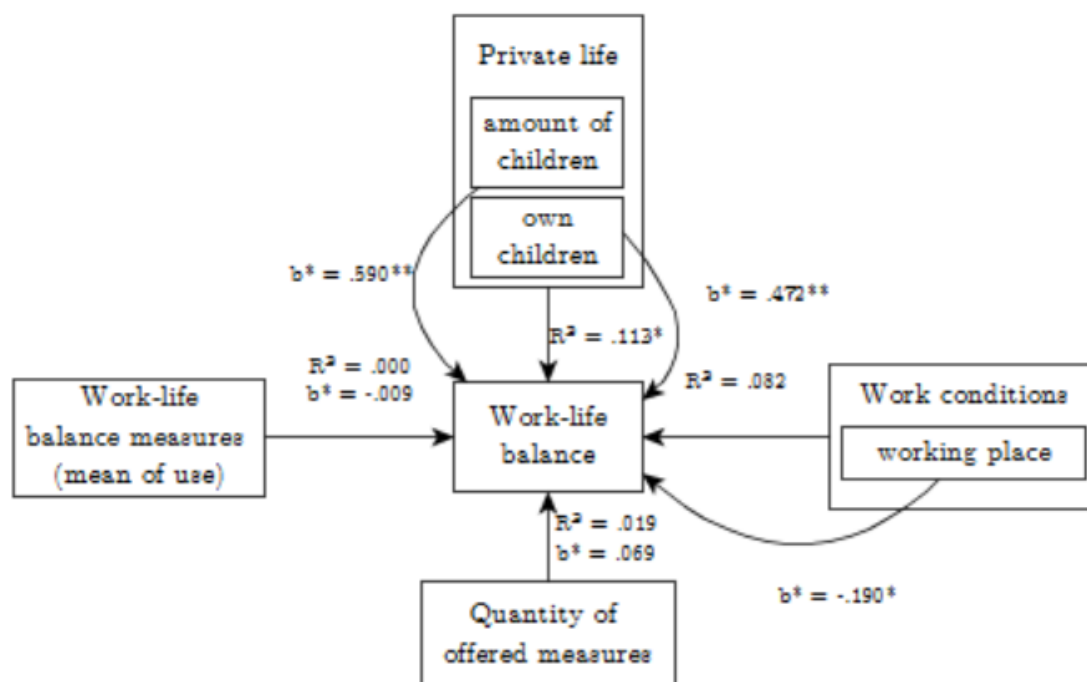 Private life
amount of
children
own
children
b* = .590**
b* = .472**
R² = .113*
R² = .000
b* = -.009
R² = .082
Work-life
balance measures
(mean of use)
Work-life
balance
Work conditions
working place
R² = .019
b* = .069
b* = -.190*
Quantity of
offered measures